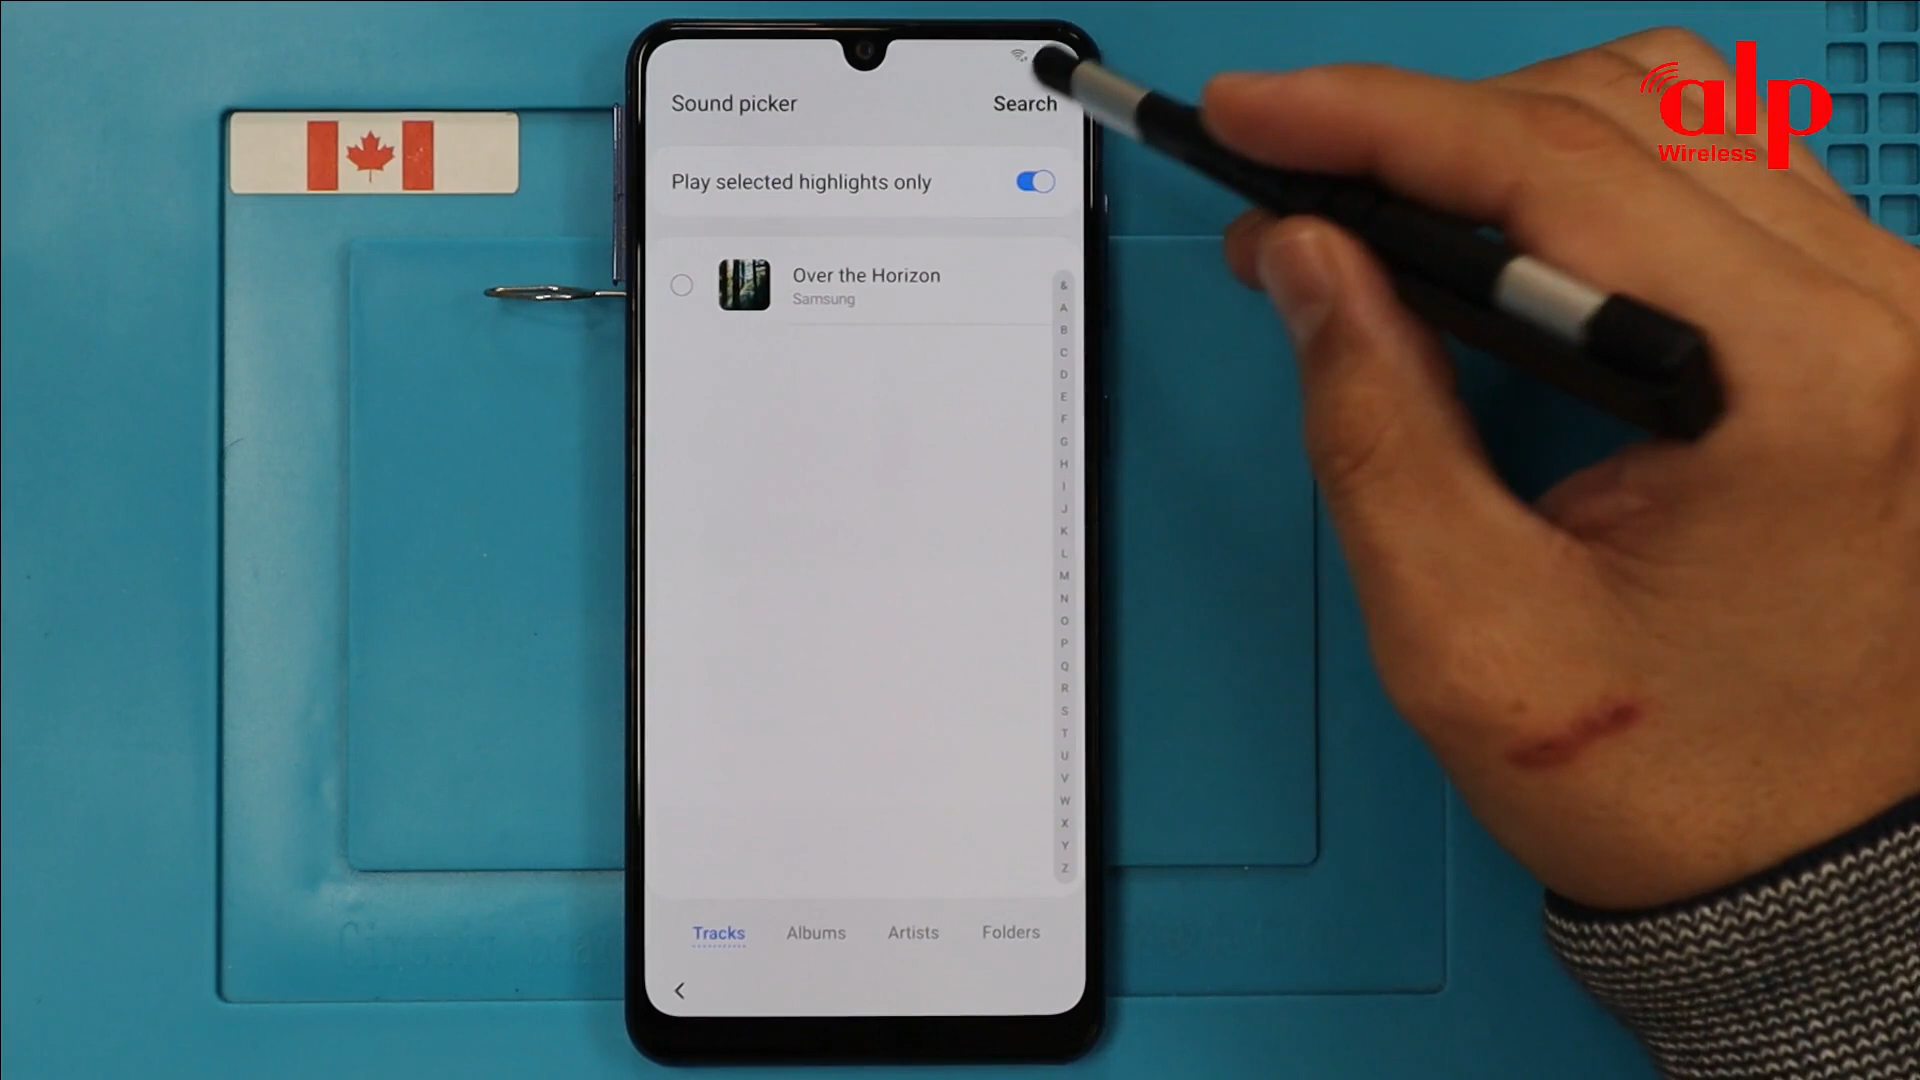 alp
Wireless
Sound picker
Search
Play selected highlights only
Over the Horizon
Samsung
&
A
B
C
D
E
F
G
H
I
J
K
L
M
N
O
P
Q
R
S
T
U
V
W
X
Y
Z
Tracks
Albums
Artists
Folders